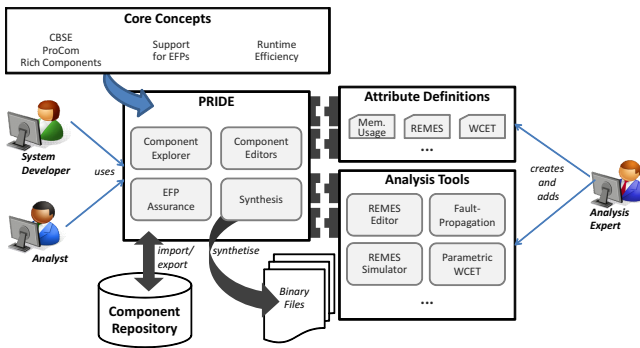 Core Concepts
CBSE
ProCom
Rich Components
Support
for EFPs
Runtime
Efficiency
PRIDE
Component
Explorer
Component
Editors
EFP
Assurance
Synthesis
Attribute Definitions
Mem.
Usage
REMES
WCET
...
Analysis Tools
REMES
Editor
Fault-
Propagation
REMES
Simulator
Parametric
WCET
...
System
Developer
uses
Analyst
creates
and
adds
Analysis
Expert
import/
export
synthetise
Component
Repository
Binary
Files